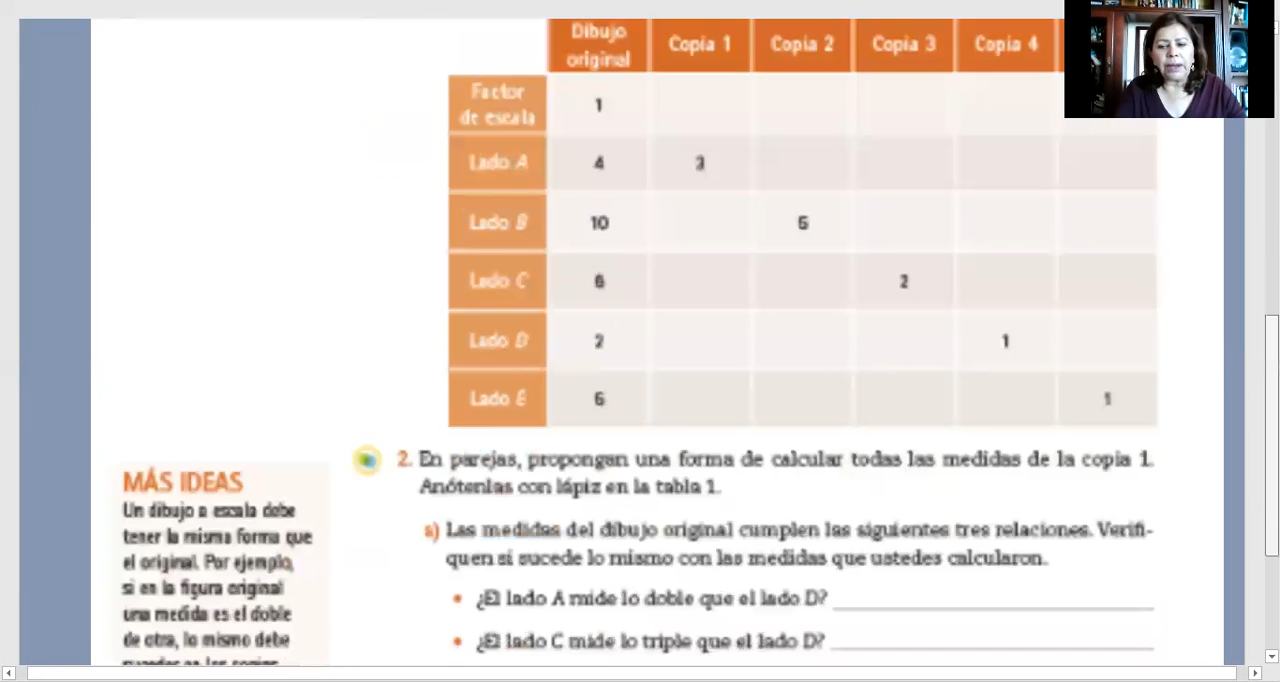 Dibujo original Copia 1 Copia 2 Copia 3 Copia 4
Factor de escala 1
Lado A 4 3
Lado B 10 5
Lado C 6 2
Lado D 2 1
Lado E 5 1
2. En parejas, propongan una forma de calcular todas las medidas de la copia 1.
Anótenlas con lápiz en la tabla 1.
a) Las medidas del dibujo original cumplen las siguientes tres relaciones. Verifi-
quen si sucede lo mismo con las medidas que ustedes calcularon.
• ¿El lado A mide lo doble que el lado D?
• ¿El lado C mide lo triple que el lado D?
MÁS IDEAS
Un dibujo a escala debe
tener la misma forma que
el original. Por ejemplo,
si en la figura original
una medida es el doble
de otra, lo mismo debe